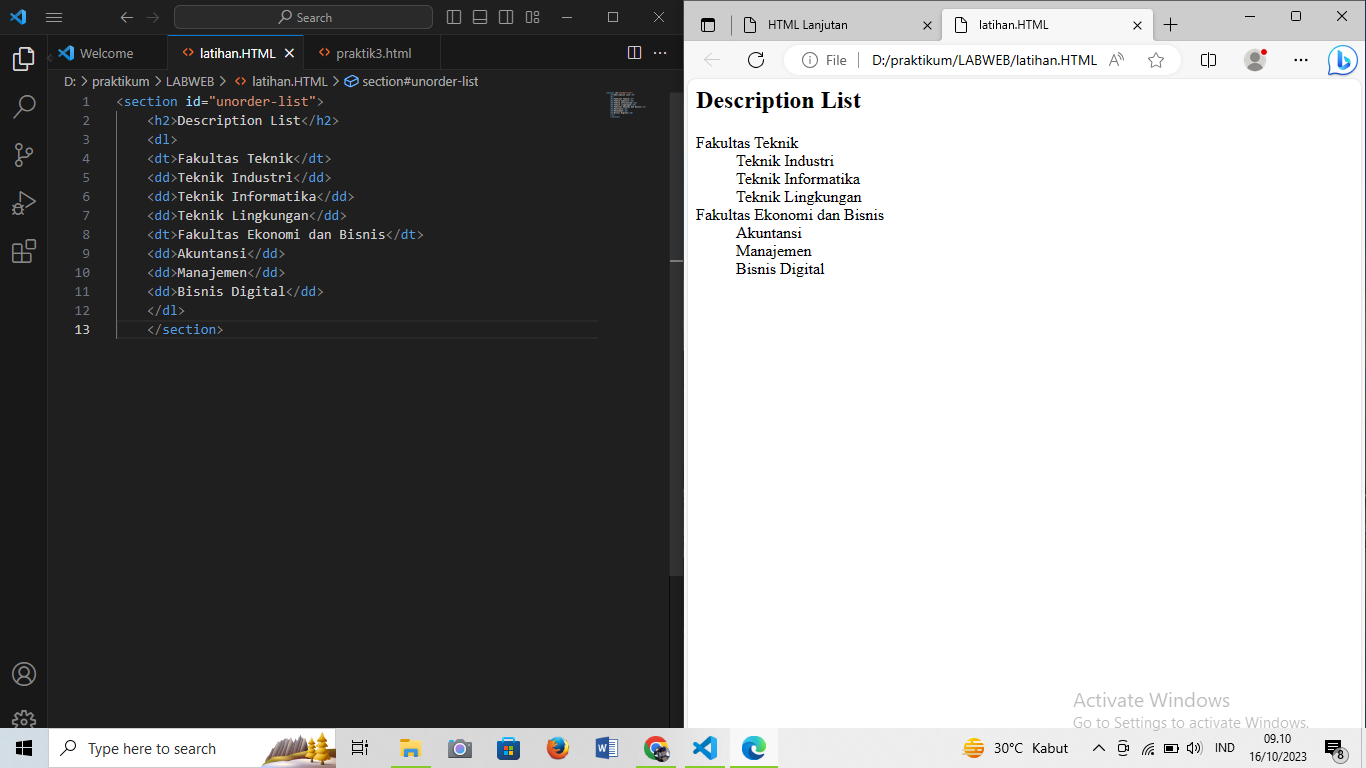 Search
Welcome
latihan.HTML
praktik3.html
D: > praktikum > LABWEB > latihan.HTML > section#unorder-list
1 <section id="unorder-list">
2 <h2>Description List</h2>
3 <dl>
4 <dt>Fakultas Teknik</dt>
5 <dd>Teknik Industri</dd>
6 <dd>Teknik Informatika</dd>
7 <dd>Teknik Lingkungan</dd>
8 <dt>Fakultas Ekonomi dan Bisnis</dt>
9 <dd>Akuntansi</dd>
10 <dd>Manajemen</dd>
11 <dd>Bisnis Digital</dd>
12 </dl>
13 </section>
HTML Lanjutan
latihan.HTML
File
D:/praktikum/LABWEB/latihan.HTML
Description List
Fakultas Teknik
Teknik Industri
Teknik Informatika
Teknik Lingkungan
Fakultas Ekonomi dan Bisnis
Akuntansi
Manajemen
Bisnis Digital
Activate Windows
Go to Settings to activate Windows.
Type here to search
30°C Kabut
IND
09.10
16/10/2023
8